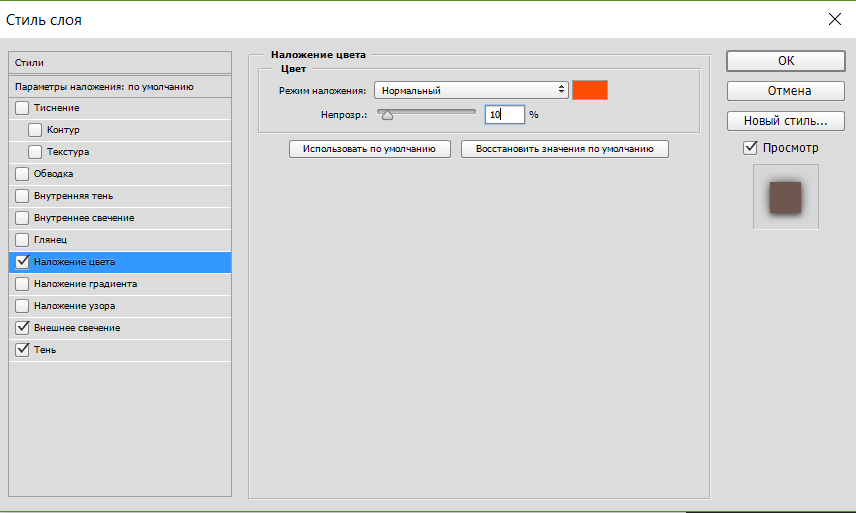 Стиль слоя
Стили
Параметры наложения: по умолчанию
Тиснение
Контур
Текстура
Обводка
Внутренняя тень
Внутреннее свечение
Глянец
Наложение цвета
Наложение градиента
Наложение узора
Внешнее свечение
Тень
Наложение цвета
Цвет
Режим наложения: Нормальный
Непрозр.: 10 %
Использовать по умолчанию Восстановить значения по умолчанию
OK
Отмена
Новый стиль...
Просмотр